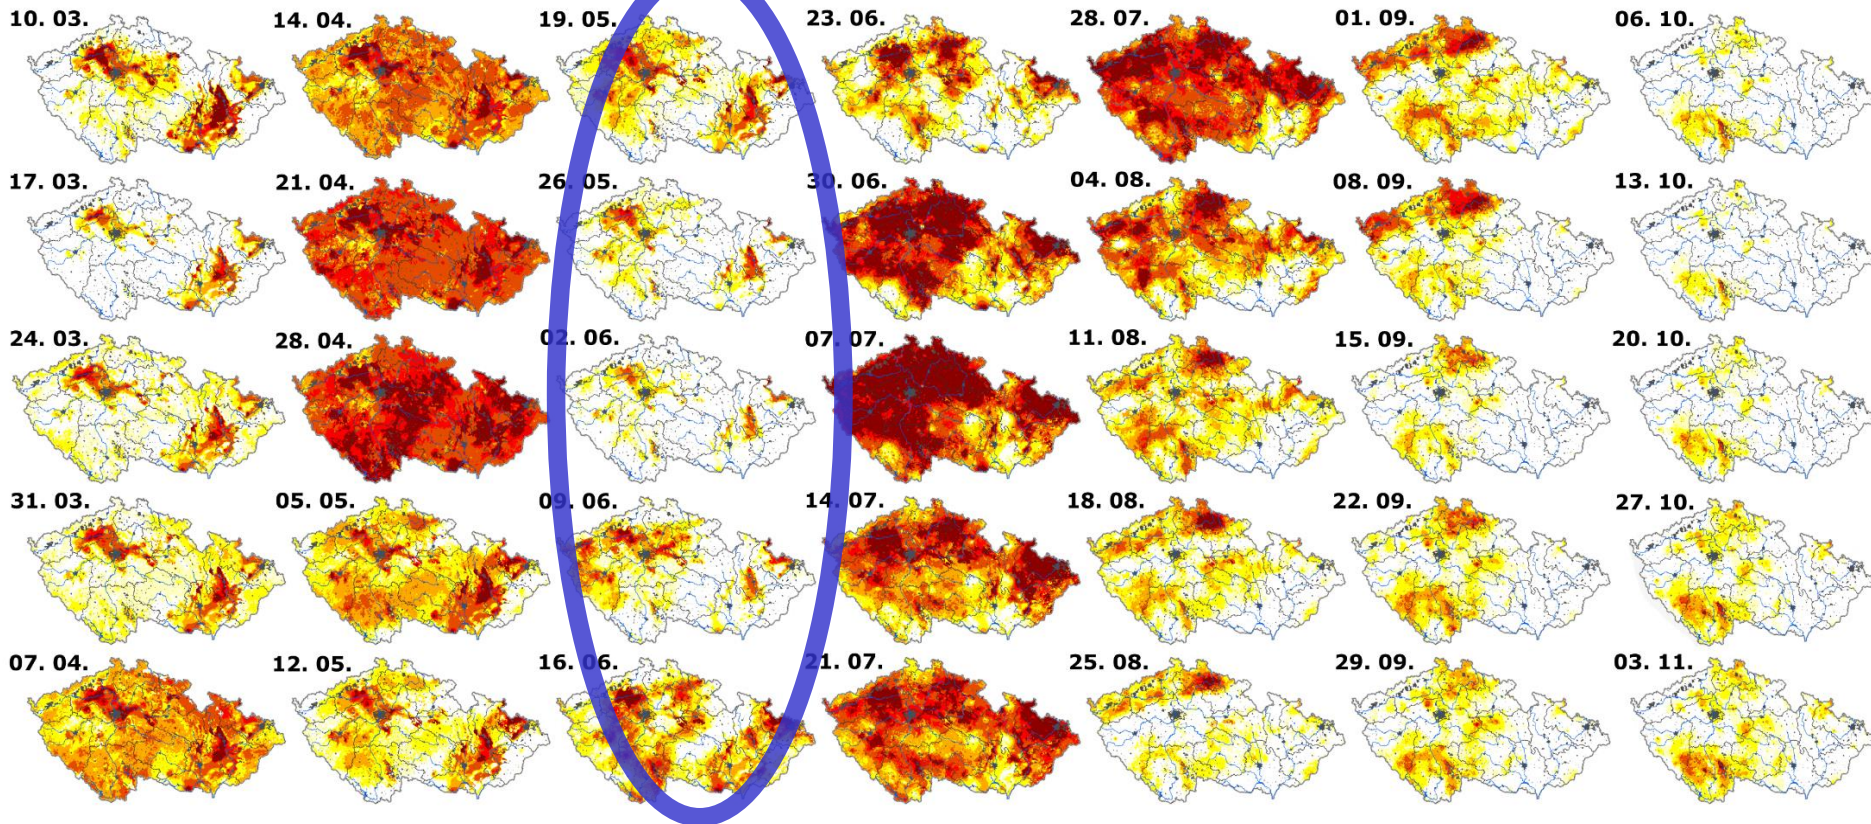 10. 03. 14. 04. 19. 05. 23. 06. 28. 07. 01. 09. 06. 10.
17. 03. 21. 04. 26. 05. 30. 06. 04. 08. 08. 09. 13. 10.
24. 03. 28. 04. 02. 06. 07. 07. 11. 08. 15. 09. 20. 10.
31. 03. 05. 05. 09. 06. 14. 07. 18. 08. 22. 09. 27. 10.
07. 04. 12. 05. 16. 06. 21. 07. 25. 08. 29. 09. 03. 11.